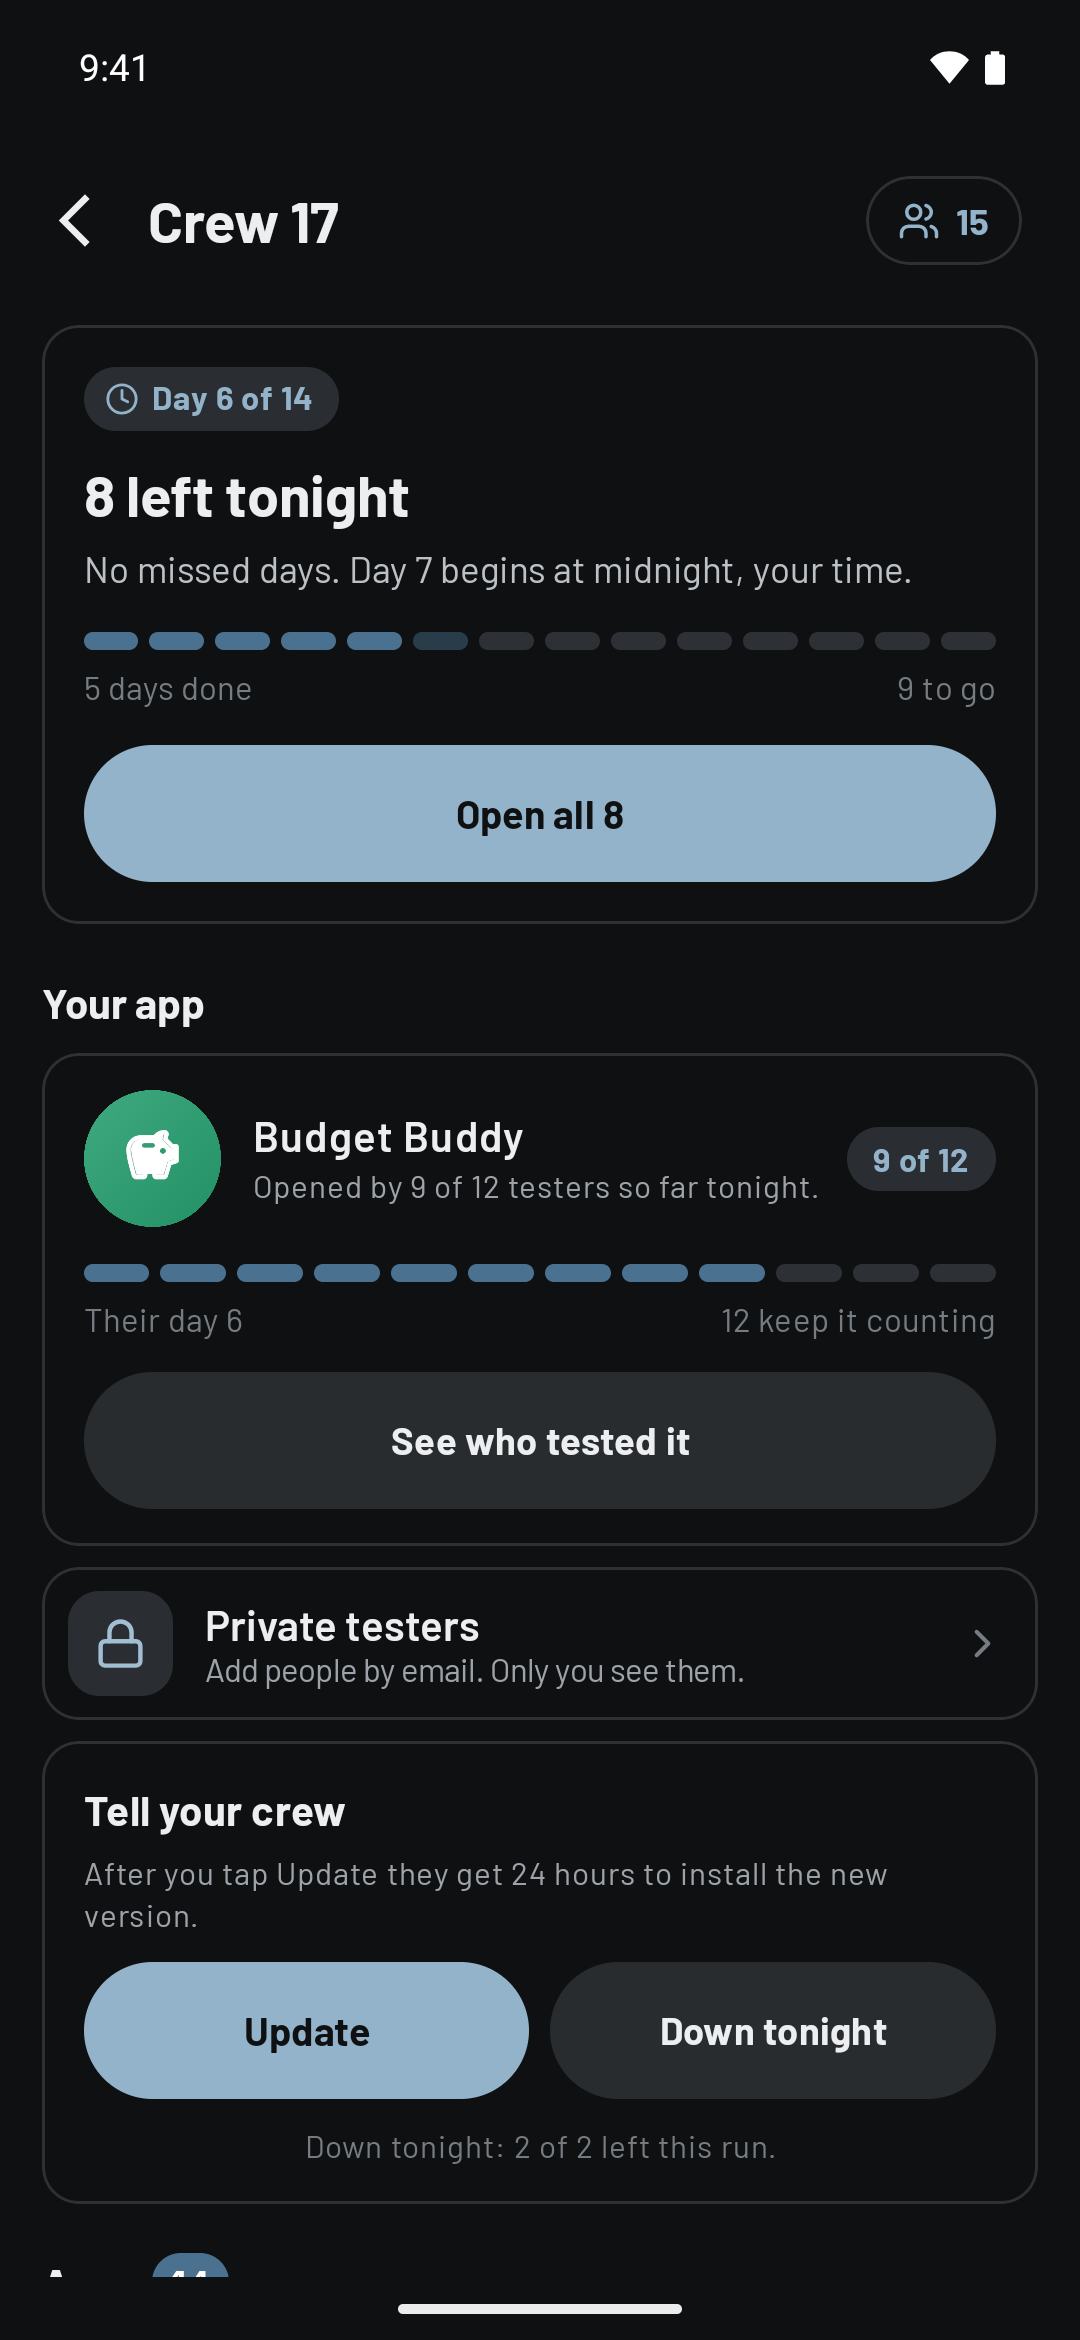 9:41
Crew 17
15
Day 6 of 14
8 left tonight
No missed days. Day 7 begins at midnight, your time.
5 days done
9 to go
Open all 8
Your app
Budget Buddy
Opened by 9 of 12 testers so far tonight.
9 of 12
Their day 6
12 keep it counting
See who tested it
Private testers
Add people by email. Only you see them.
Tell your crew
After you tap Update they get 24 hours to install the new
version.
Update
Down tonight
Down tonight: 2 of 2 left this run.